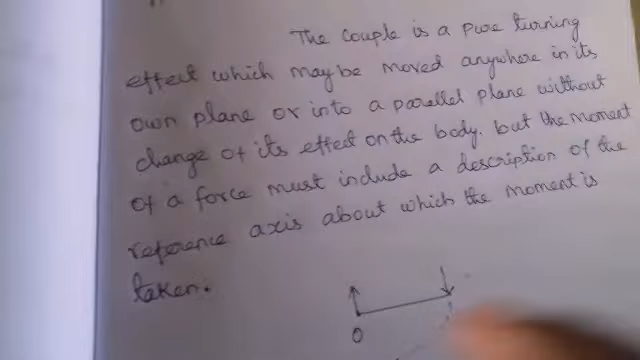 The Couple is a pure turning
effect which may be moved anywhere in its
own plane or into a parallel plane without
change of its effect on the body. but the moment
of a force must include a description of the
reference axis about which the moment is
taken.
O